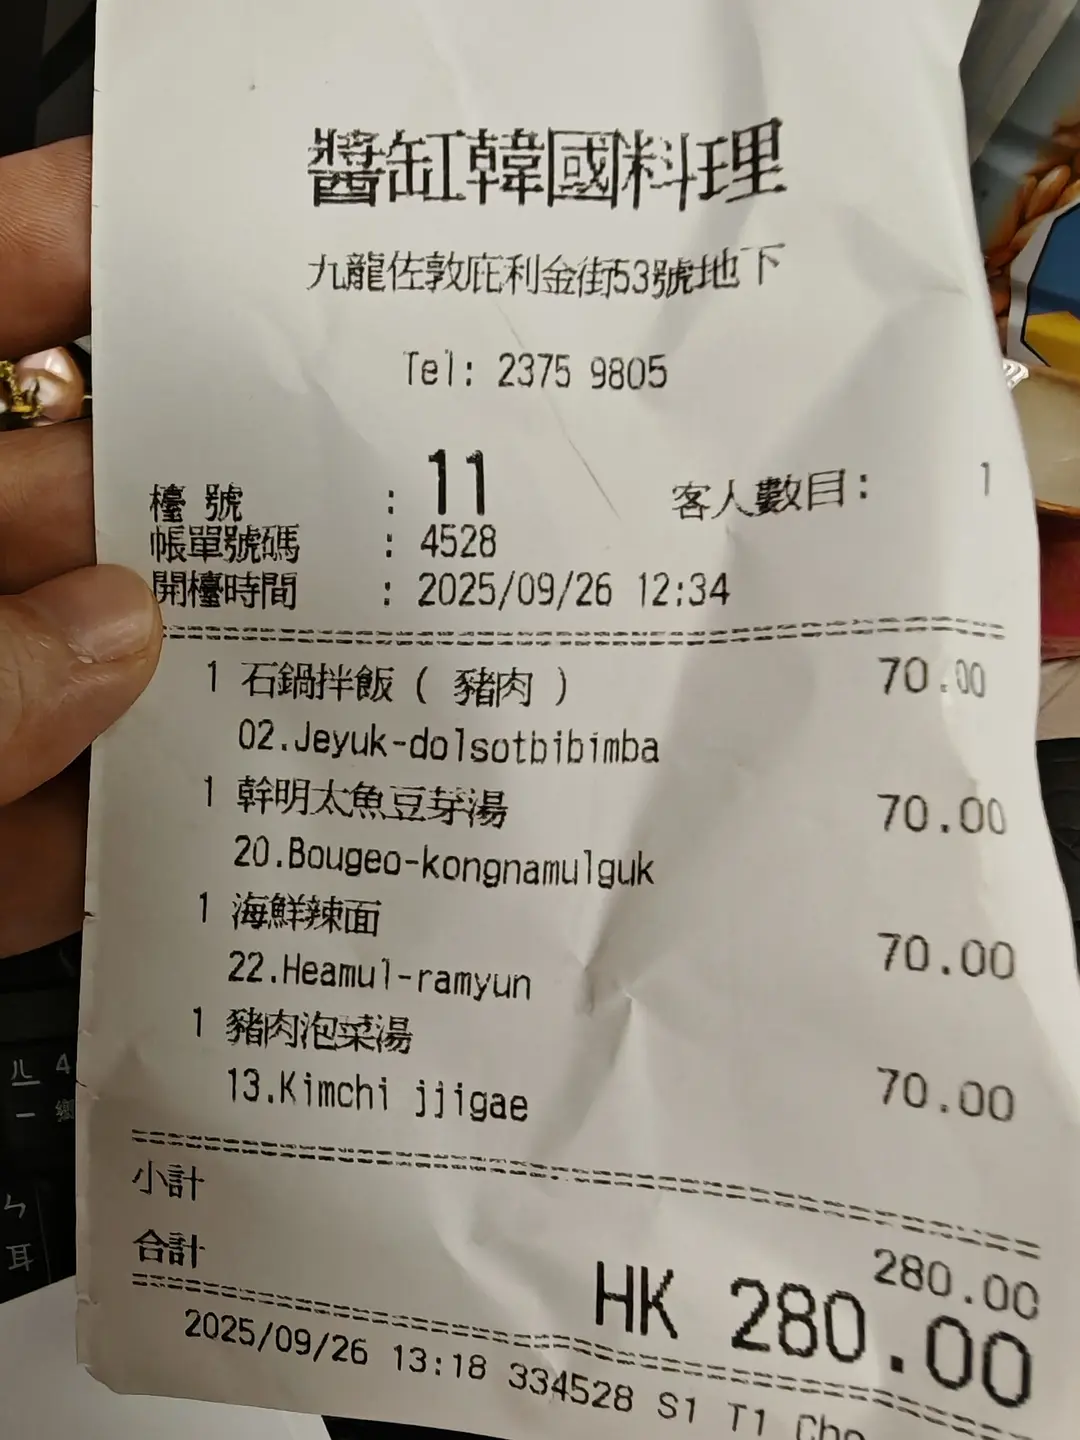 醬缸韓國料理
九龍佐敦庇利金街53號地下
Tel: 2375 9805
檯 號 : 11 客人數目: 1
帳單號碼 : 4528
開檯時間 : 2025/09/26 12:34
1 石鍋拌飯 ( 豬肉 ) 70.00
02.Jeyuk-dolsotbibimba
1 幹明太魚豆芽湯 70.00
20.Bougeo-kongnamulguk
1 海鮮辣面 70.00
22.Heamul-ramyun
1 豬肉泡菜湯 70.00
13.Kimchi jjigae
小計 280.00
合計 HK 280.00
2025/09/26 13:18 334528 S1 T1
ㄦ 4
一 鄉
ㄣ
耳